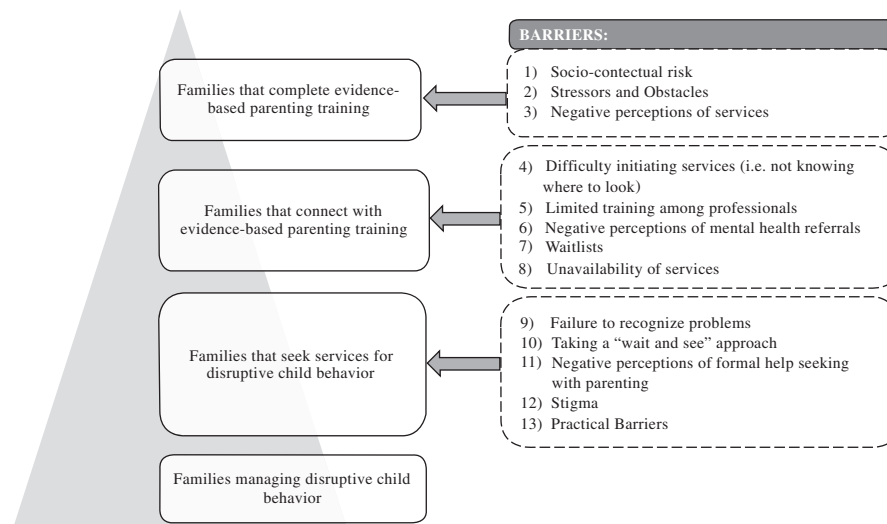 BARRIERS:
Families that complete evidence-
based parenting training
1) Socio-contectual risk
2) Stressors and Obstacles
3) Negative perceptions of services
Families that connect with
evidence-based parenting training
4) Difficulty initiating services (i.e. not knowing
where to look)
5) Limited training among professionals
6) Negative perceptions of mental health referrals
7) Waitlists
8) Unavailability of services
Families that seek services for
disruptive child behavior
9) Failure to recognize problems
10) Taking a “wait and see” approach
11) Negative perceptions of formal help seeking
with parenting
12) Stigma
13) Practical Barriers
Families managing disruptive child
behavior